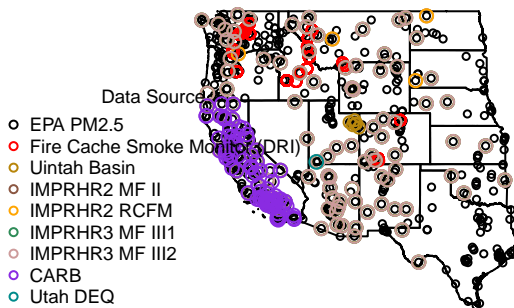 Data Source
EPA PM2.5
Fire Cache Smoke Monitor (DRI)
Uintah Basin
IMPRHR2 MF II
IMPRHR2 RCFM
IMPRHR3 MF III1
IMPRHR3 MF III2
CARB
Utah DEQ